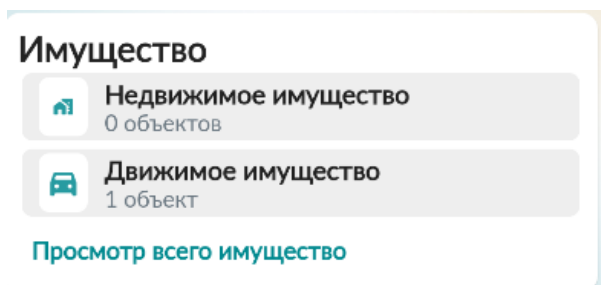 Имущество
Недвижимое имущество
0 объектов
Движимое имущество
1 объект
Просмотр всего имущество